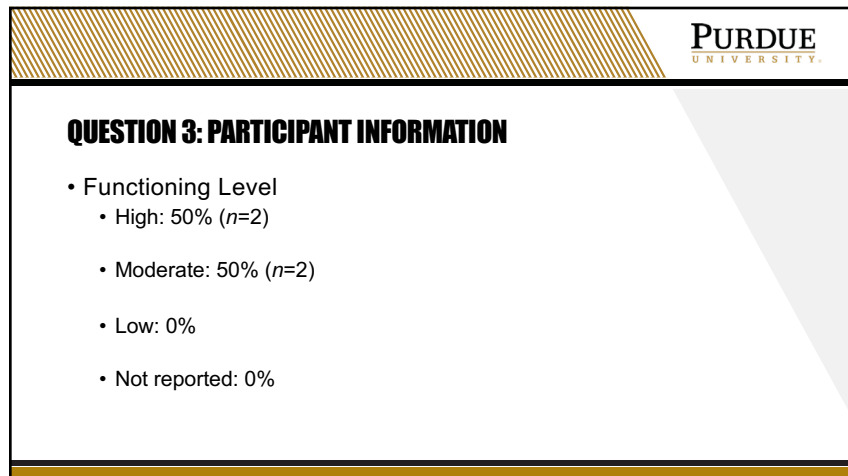 PURDUE
UNIVERSITY.
QUESTION 3: PARTICIPANT INFORMATION
• Functioning Level
• High: 50% (n=2)
• Moderate: 50% (n=2)
• Low: 0%
• Not reported: 0%